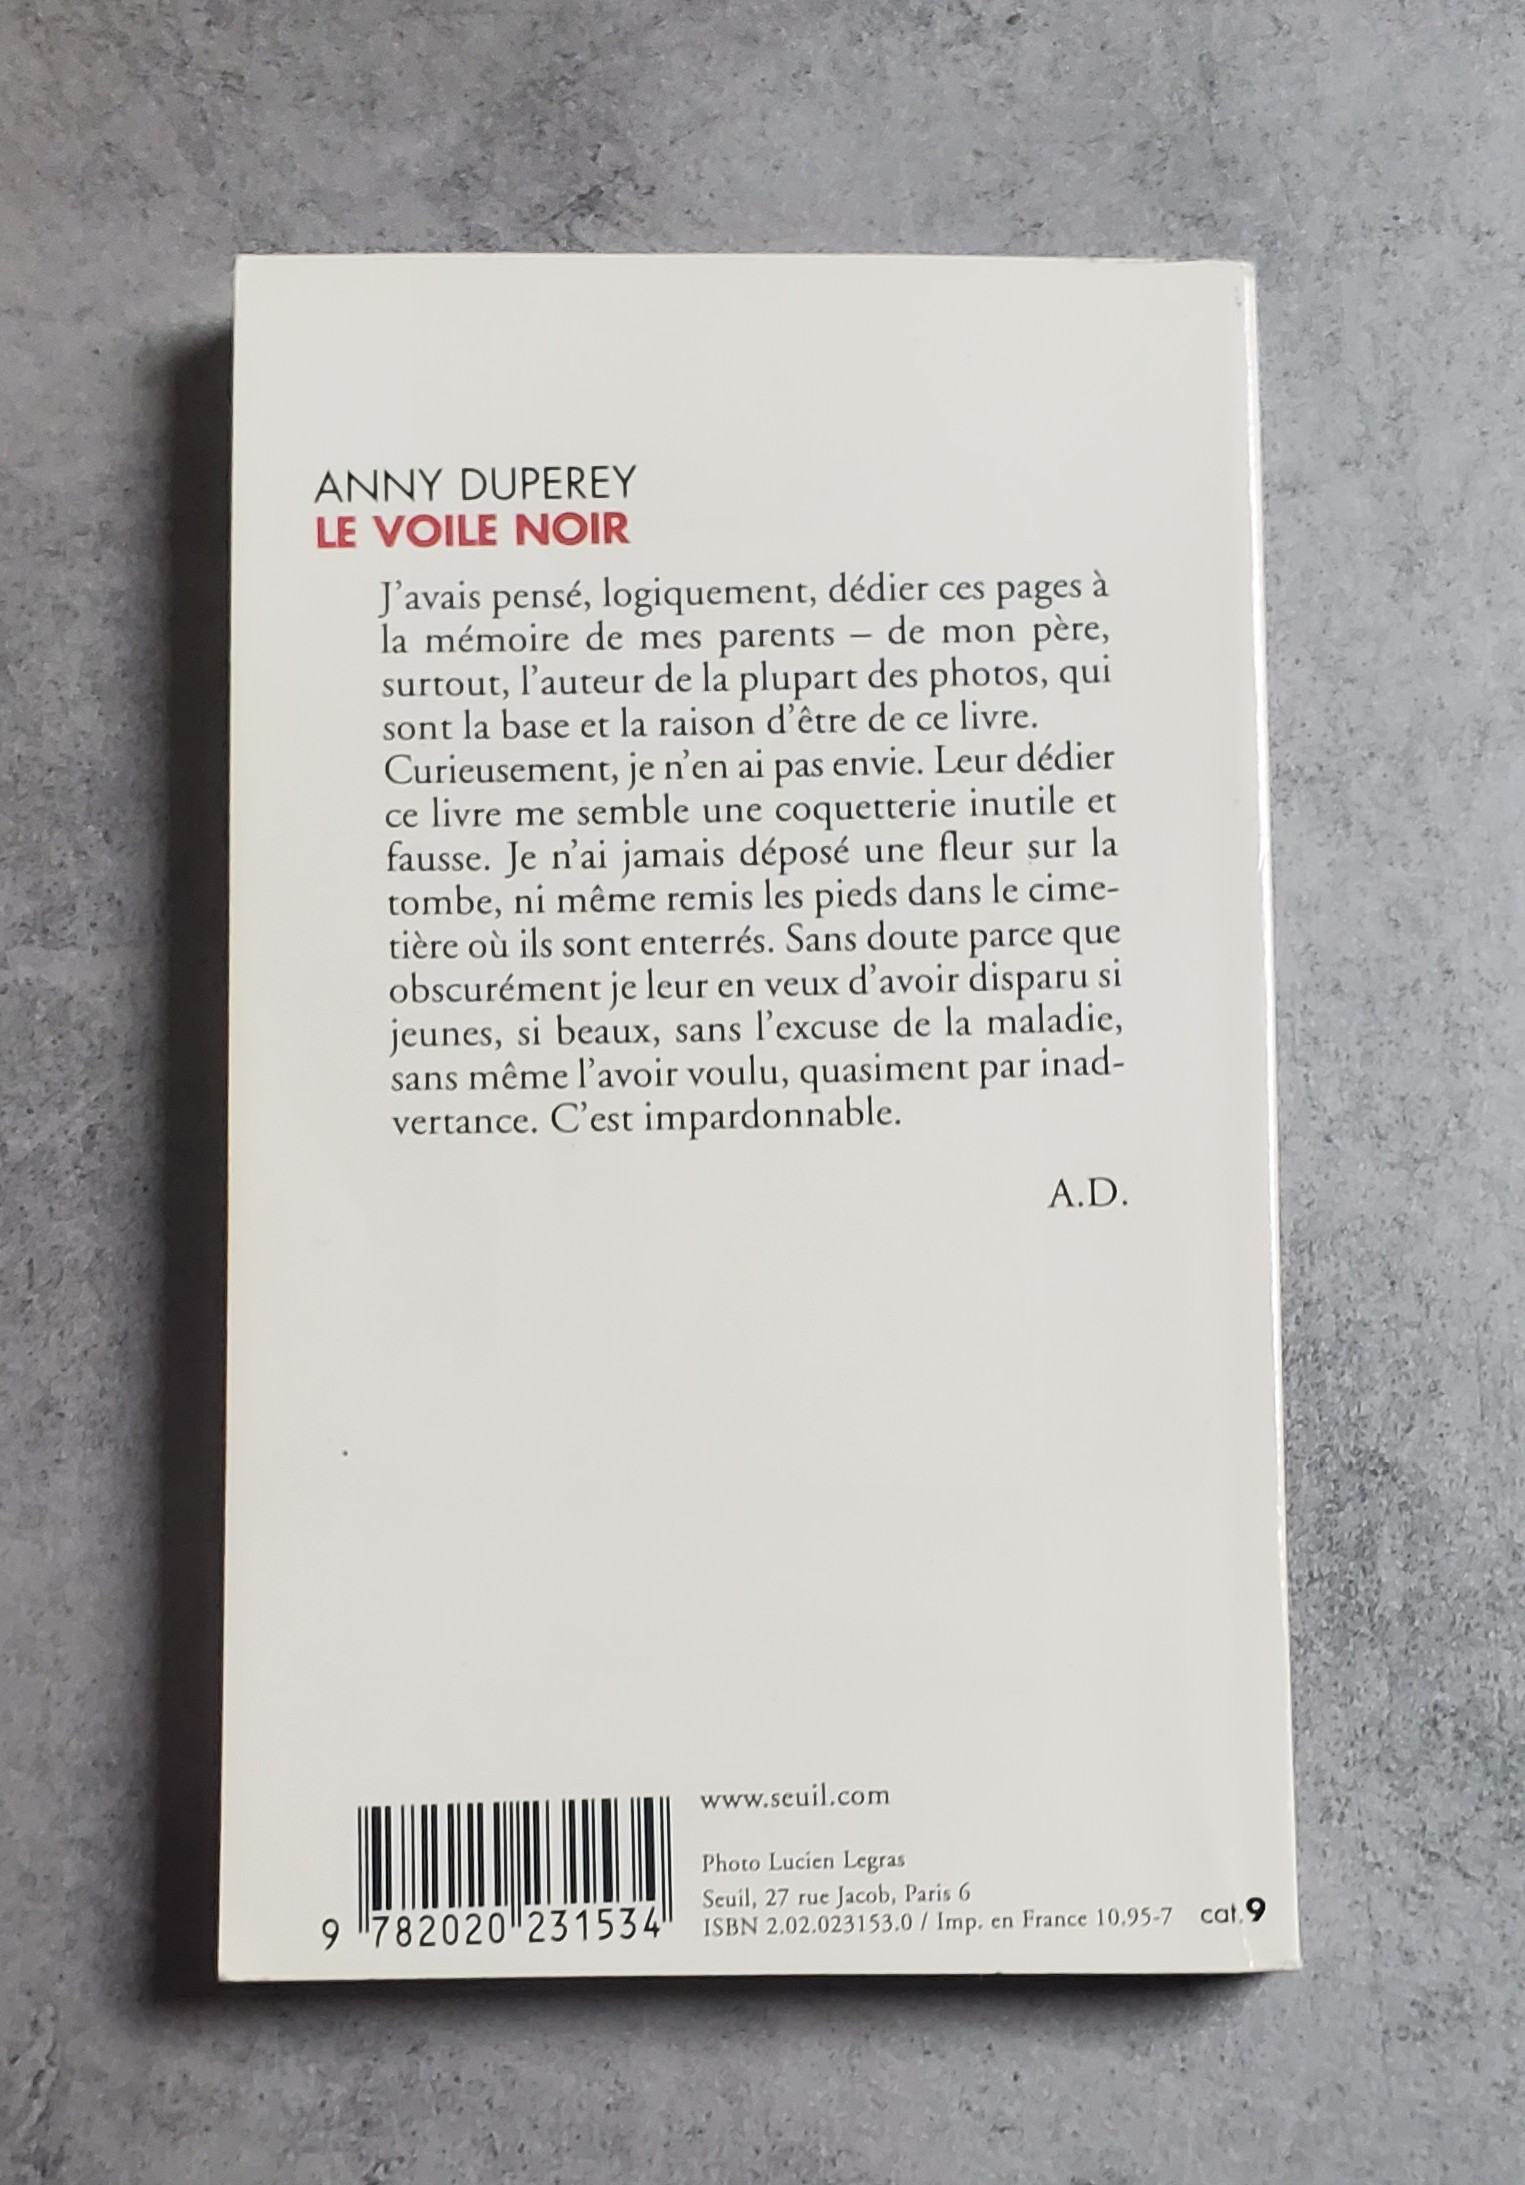 ANNY DUPEREY
LE VOILE NOIR
J'avais pensé, logiquement, dédier ces pages à
la mémoire de mes parents – de mon père,
surtout, l'auteur de la plupart des photos, qui
sont la base et la raison d'être de ce livre.
Curieusement, je n'en ai pas envie. Leur dédier
ce livre me semble une coquetterie inutile et
fausse. Je n'ai jamais déposé une fleur sur la
tombe, ni même remis les pieds dans le cime-
tière où ils sont enterrés. Sans doute parce que
obscurément je leur en veux d'avoir disparu si
jeunes, si beaux, sans l'excuse de la maladie,
sans même l'avoir voulu, quasiment par inad-
vertance. C'est impardonnable.
A.D.
www.seuil.com
Photo Lucien Legras
Seuil, 27 rue Jacob, Paris 6
ISBN 2.02.023153.0 / Imp. en France 10.95-7 cat.9
9 782020 231534